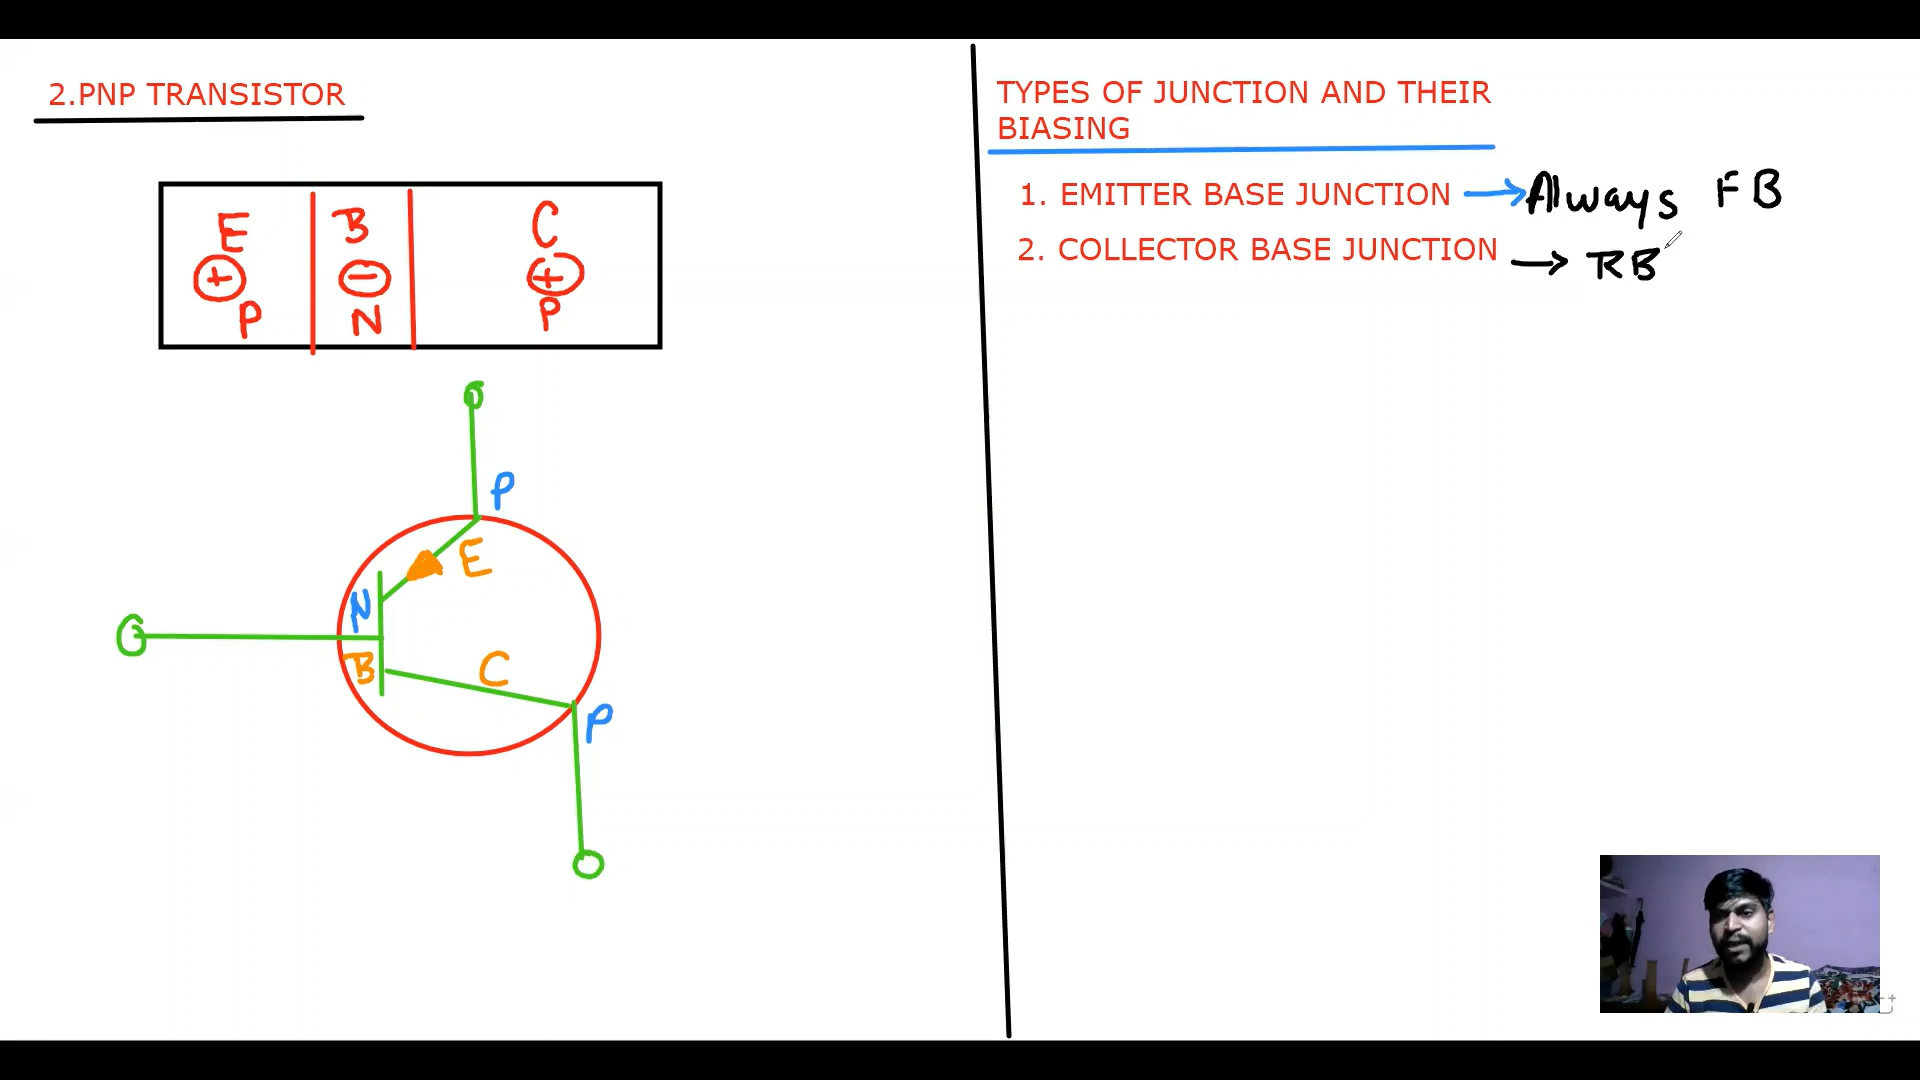 2.PNP TRANSISTOR
E B C
+ − +
P N P
P
E
N
B C
P
TYPES OF JUNCTION AND THEIR
BIASING
1. EMITTER BASE JUNCTION → Always FB
2. COLLECTOR BASE JUNCTION → RB